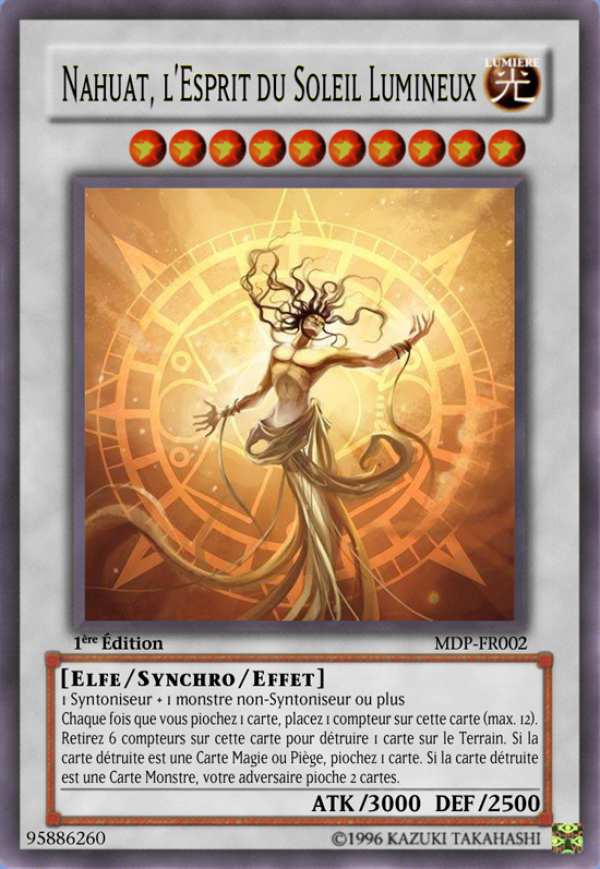 NAHUAT, L'ESPRIT DU SOLEIL LUMINEUX
LUMIERE
光
1ère Édition
MDP-FR002
[ELFE/SYNCHRO/EFFET]
1 Syntoniseur + 1 monstre non-Syntoniseur ou plus
Chaque fois que vous piochez 1 carte, placez 1 compteur sur cette carte (max. 12).
Retirez 6 compteurs sur cette carte pour détruire 1 carte sur le Terrain. Si la
carte détruite est une Carte Magie ou Piège, piochez 1 carte. Si la carte détruite
est une Carte Monstre, votre adversaire pioche 2 cartes.
ATK/3000 DEF/2500
95886260
©1996 KAZUKI TAKAHASHI